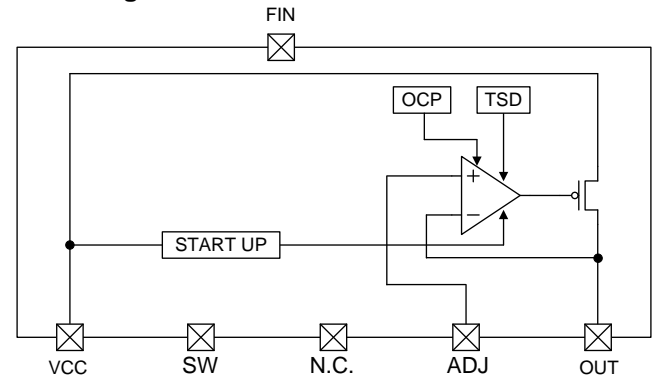 FIN
OCP
TSD
+
−
START UP
VCC
SW
N.C.
ADJ
OUT